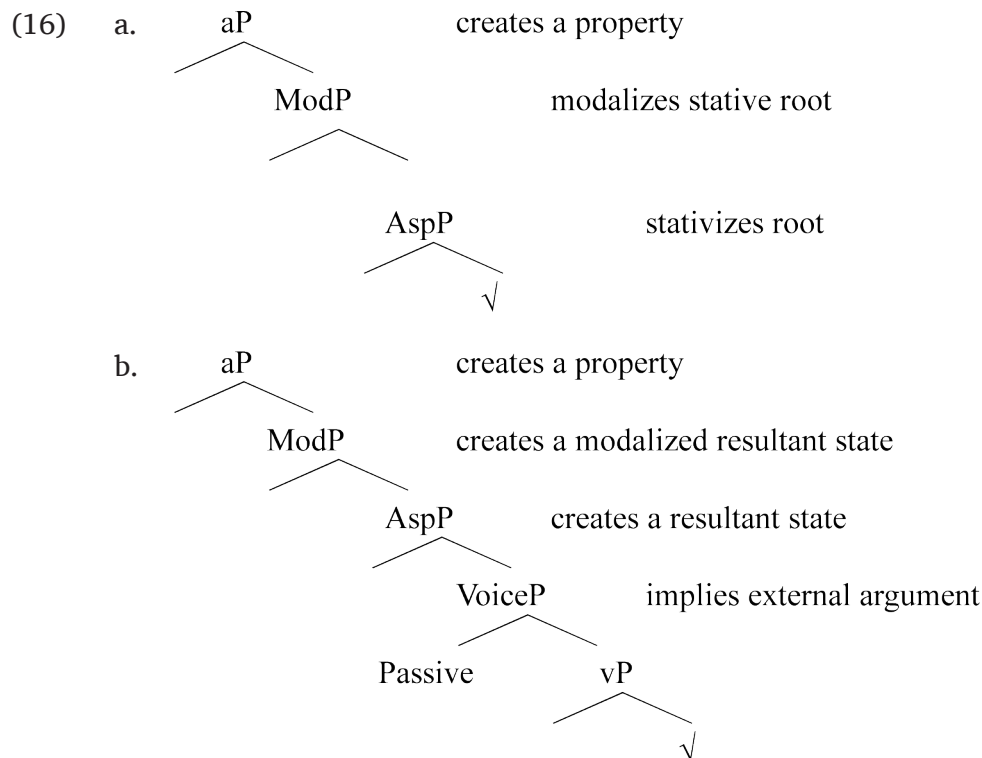 (16) a. aP creates a property
ModP modalizes stative root
AspP stativizes root
√
b. aP creates a property
ModP creates a modalized resultant state
AspP creates a resultant state
VoiceP implies external argument
Passive vP
√